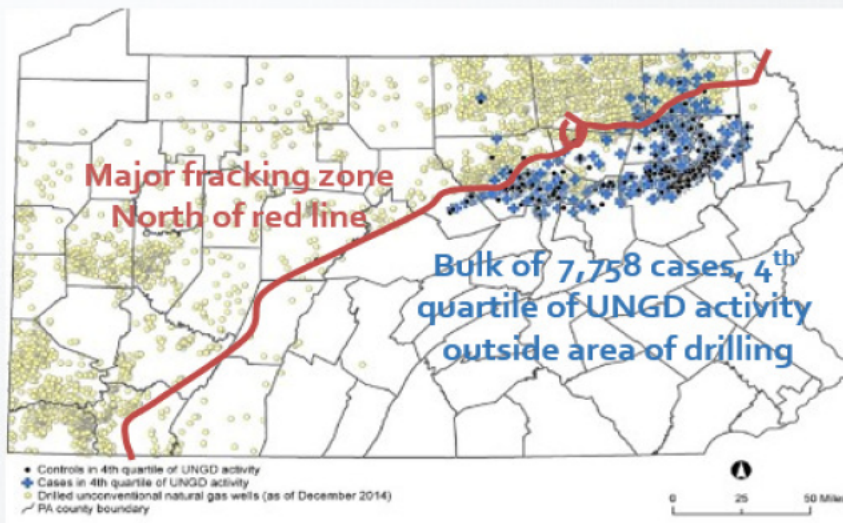 Major fracking zone
North of red line
Bulk of 7,758 cases, 4th
quartile of UNGD activity
outside area of drilling
Controls in 4th quartile of UNGD activity
Cases in 4th quartile of UNGD activity
Drilled unconventional natural gas wells (as of December 2014)
PA county boundary
0 25 50 Miles